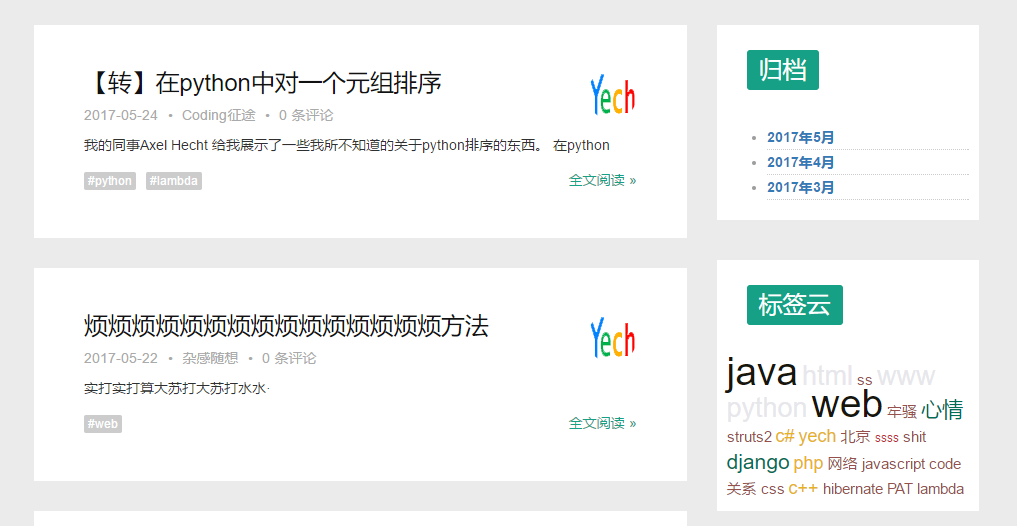 【转】在python中对一个元组排序
Yech
2017-05-24 • Coding征途 • 0 条评论
我的同事Axel Hecht 给我展示了一些我所不知道的关于python排序的东西。 在python
#python #lambda
全文阅读 »
烦烦烦烦烦烦烦烦烦烦烦烦烦烦烦方法
Yech
2017-05-22 • 杂感随想 • 0 条评论
实打实打算大苏打大苏打水水·
#web
全文阅读 »
归档
2017年5月
2017年4月
2017年3月
标签云
java html ss www
python web 牢骚 心情
struts2 c# yech 北京 ssss shit
django php 网络 javascript code
关系 css c++ hibernate PAT lambda